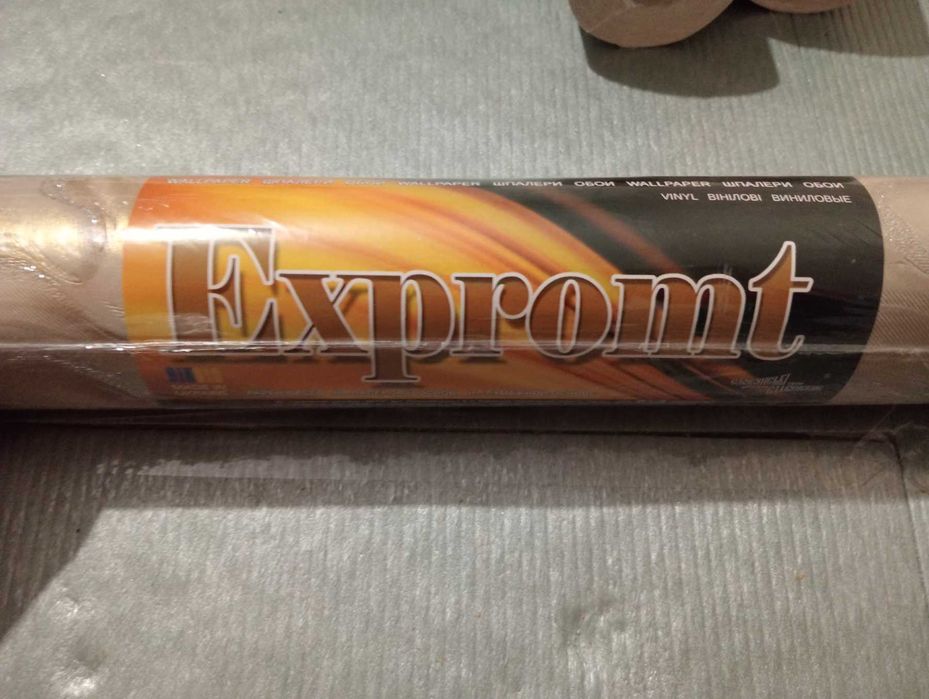 WALLPAPER ШПАЛЕРИ ОБОИ WALLPAPER ШПАЛЕРИ ОБОИ WALLPAPER ШПАЛЕРИ ОБОИ
VINYL ВІНІЛОВІ ВИНИЛОВЫЕ
Expromt